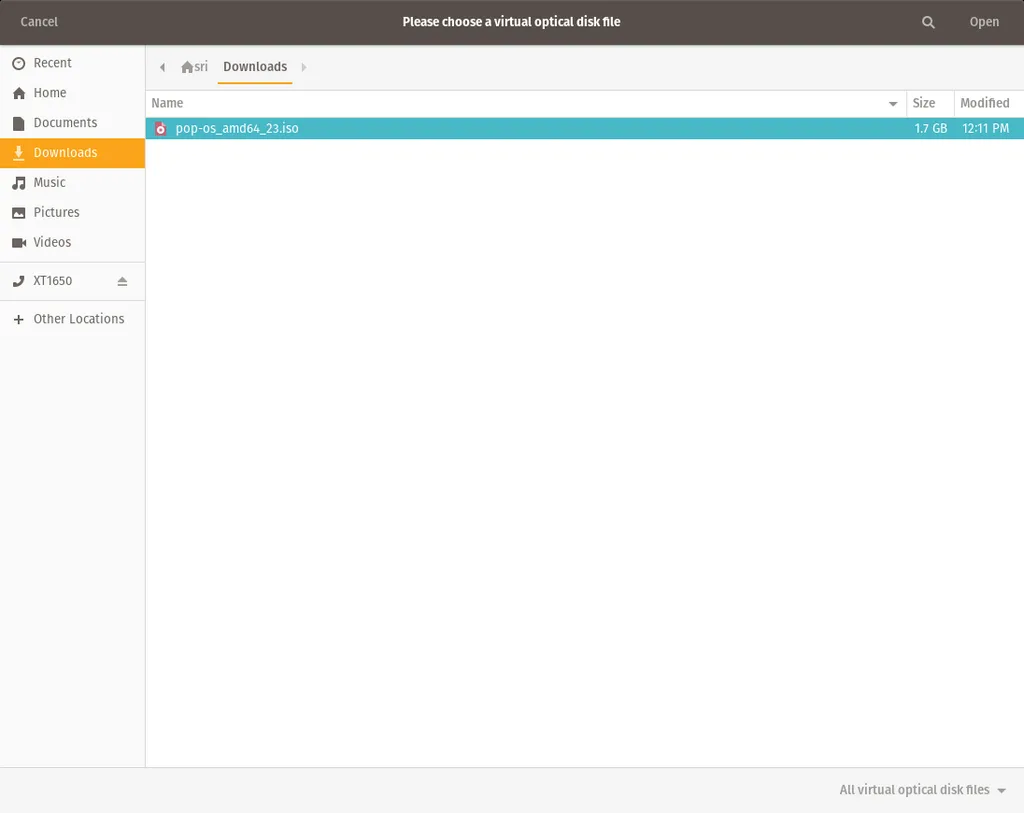 Cancel Please choose a virtual optical disk file Open
Recent
Home
Documents
Downloads
Music
Pictures
Videos
XT1650
Other Locations
sri Downloads
Name Size Modified
pop-os_amd64_23.iso 1.7 GB 12:11 PM
All virtual optical disk files